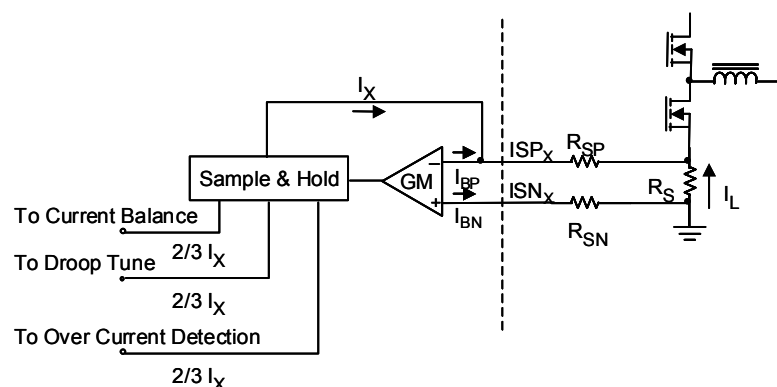 I_X
Sample & Hold
GM
−
+
I_BP
I_BN
ISP_X
ISN_X
R_SP
R_SN
R_S
I_L
To Current Balance
2/3 I_X
To Droop Tune
2/3 I_X
To Over Current Detection
2/3 I_X